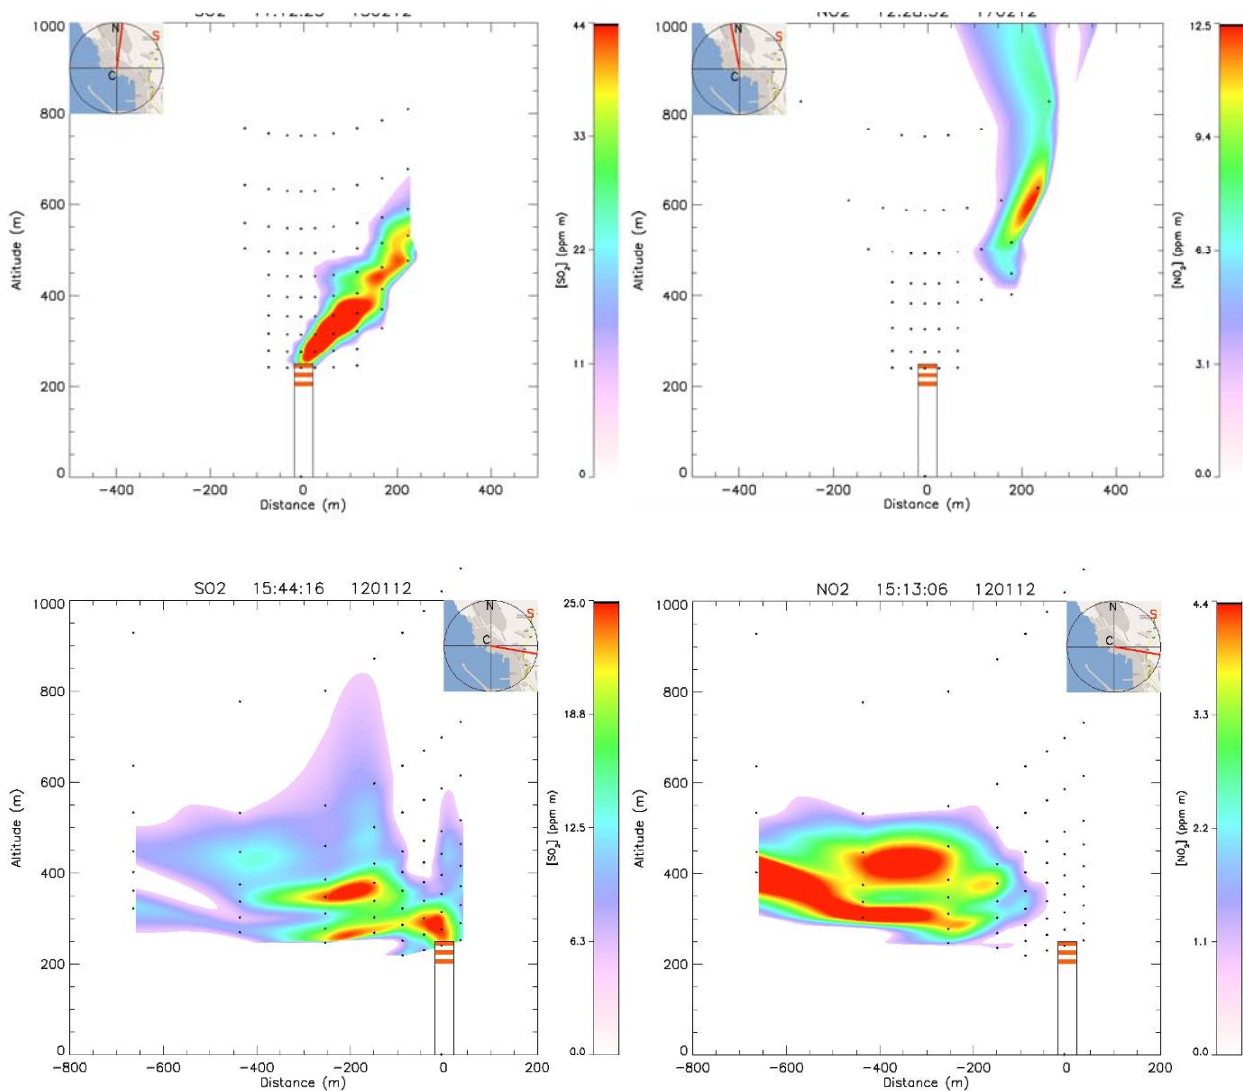 1000
800
600
400
200
0
Altitude (m)
−400
−200
0
200
400
Distance (m)
N
S
C
44
33
22
11
0
[SO₂] (ppm m)
1000
800
600
400
200
0
Altitude (m)
−400
−200
0
200
400
Distance (m)
N
S
C
12.5
9.4
6.3
3.1
0.0
[NO₂] (ppm m)
SO2 15:44:16 120112
1000
800
600
400
200
0
Altitude (m)
−800
−600
−400
−200
0
200
Distance (m)
N
S
C
25.0
18.8
12.5
6.3
0.0
[SO₂] (ppm m)
NO2 15:13:06 120112
1000
800
600
400
200
0
Altitude (m)
−800
−600
−400
−200
0
200
Distance (m)
N
S
C
4.4
3.3
2.2
1.1
0.0
[NO₂] (ppm m)